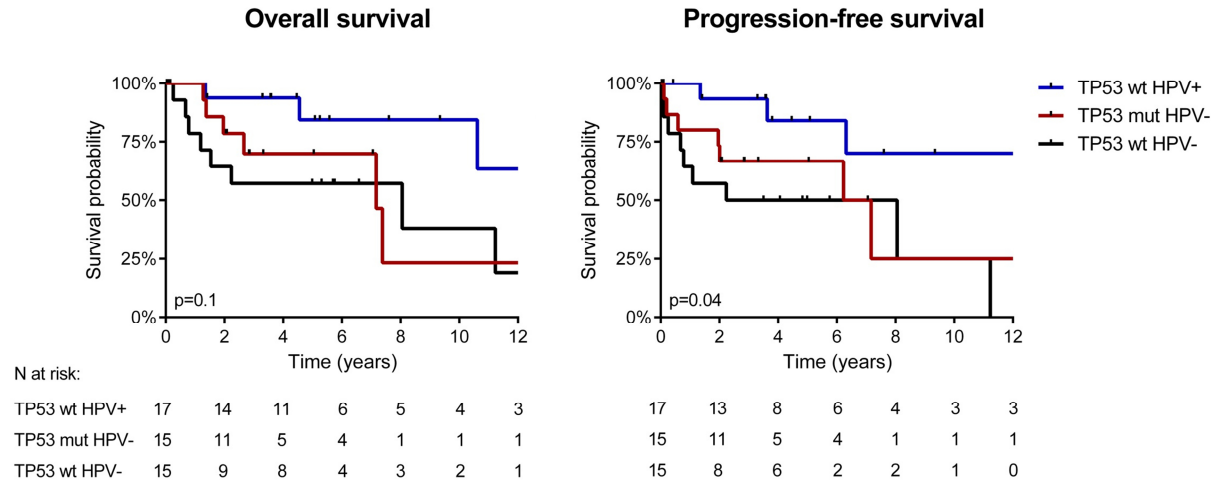 Overall survival
Progression-free survival
Survival probability
100%
75%
50%
25%
0%
p=0.1
0 2 4 6 8 10 12
Time (years)
Survival probability
100%
75%
50%
25%
0%
p=0.04
0 2 4 6 8 10 12
Time (years)
TP53 wt HPV+
TP53 mut HPV-
TP53 wt HPV-
N at risk:
TP53 wt HPV+ 17 14 11 6 5 4 3 17 13 8 6 4 3 3
TP53 mut HPV- 15 11 5 4 1 1 1 15 11 5 4 1 1 1
TP53 wt HPV- 15 9 8 4 3 2 1 15 8 6 2 2 1 0